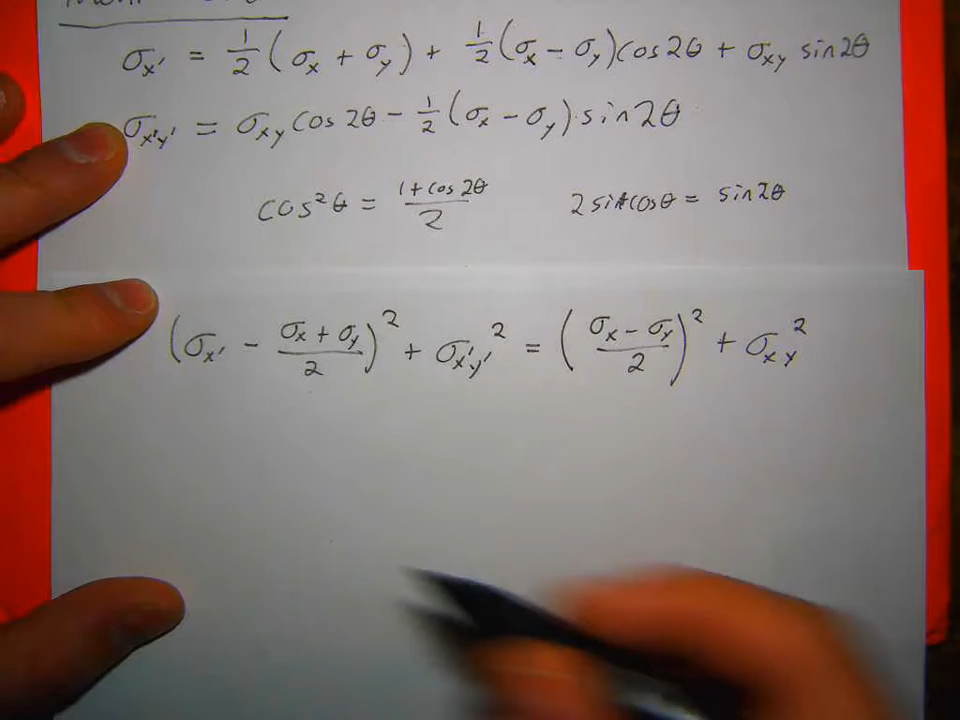 σx' = 1/2 (σx + σy) + 1/2 (σx − σy) cos 2θ + σxy sin 2θ
σx'y' = σxy cos 2θ − 1/2 (σx − σy) sin 2θ
cos²θ = (1 + cos 2θ)/2 2 sinθcosθ = sin 2θ
(σx' − (σx + σy)/2)² + σx'y'² = ((σx − σy)/2)² + σxy²